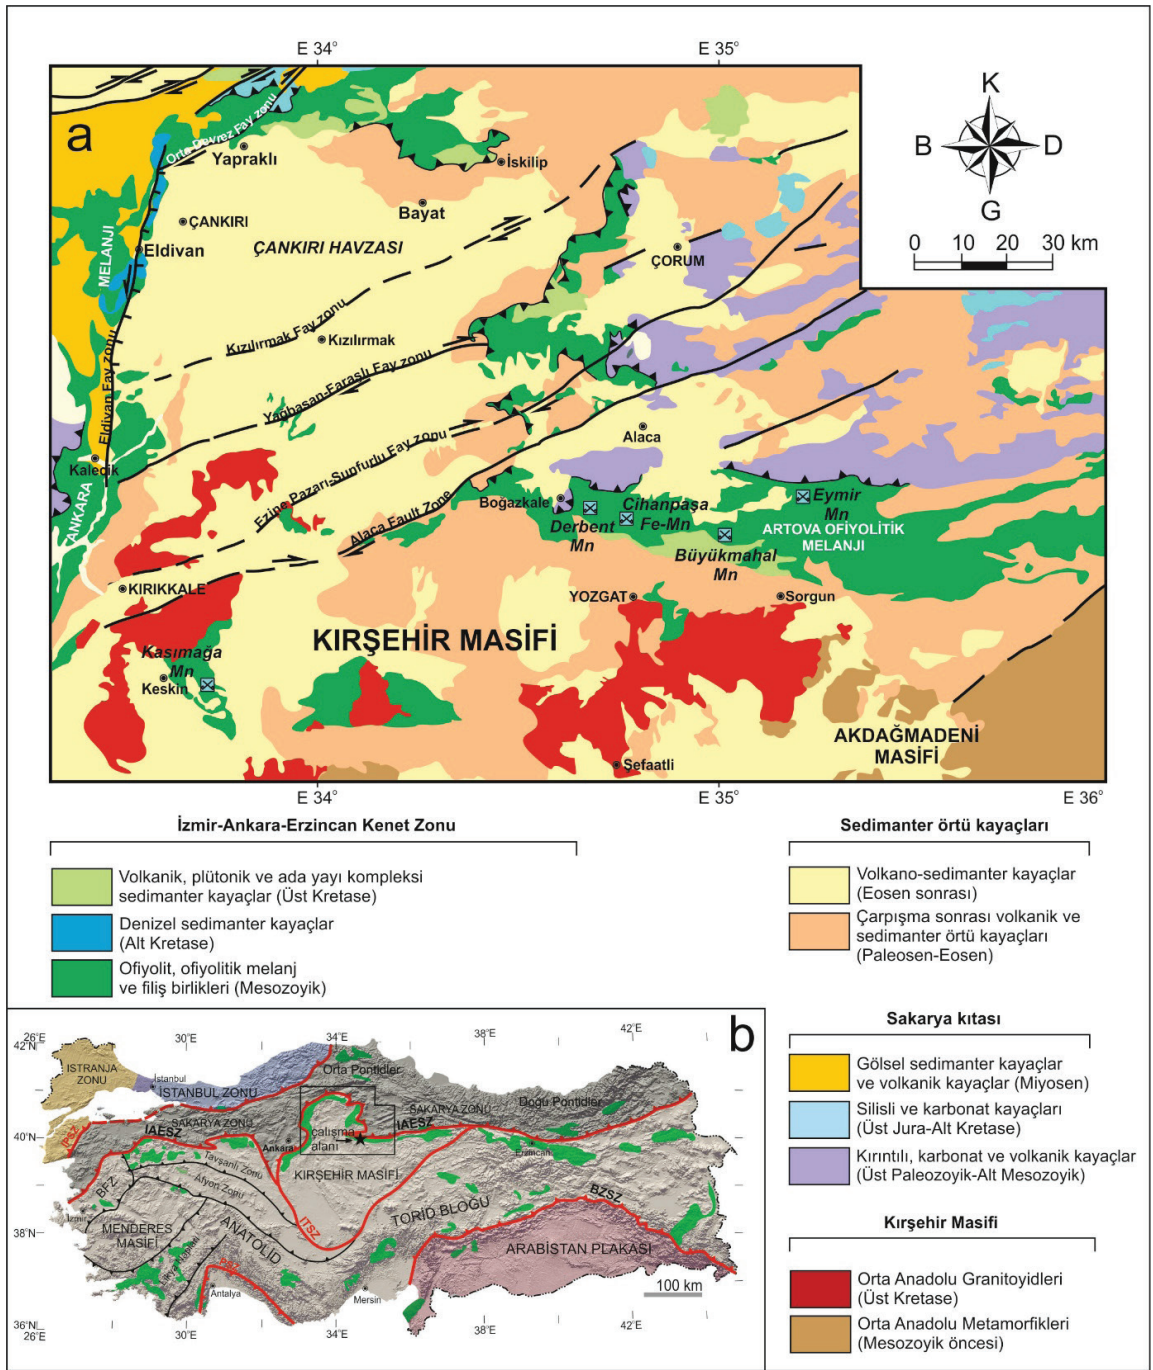 E 34°
E 35°
a
K
B
D
G
0 10 20 30 km
Orta Devrez Fay zonu
Yapraklı
İskilip
ÇANKIRI
Bayat
Eldivan
ÇANKIRI HAVZASI
ÇORUM
MELANJI
Kızılırmak Fay zonu
Kızılırmak
Eldivan Fay zonu
Yağbasan-Faraşlı Fay zonu
Alaca
Kalecik
Ezine Pazarı-Sunfurlu Fay zonu
ANKARA
Alaca Fault Zone
Boğazkale
Derbent
Mn
Cihanpaşa
Fe-Mn
Eymir
Mn
ARTOVA OFİYOLİTİK
MELANJI
Büyükmahal
Mn
KIRIKKALE
YOZGAT
Sorgun
KIRŞEHİR MASİFİ
Kasımağa
Mn
Keskin
AKDAĞMADENİ
MASİFİ
Şefaatli
E 34°
E 35°
E 36°
İzmir-Ankara-Erzincan Kenet Zonu
Volkanik, plütonik ve ada yayı kompleksi
sedimanter kayaçlar (Üst Kretase)
Denizel sedimanter kayaçlar
(Alt Kretase)
Ofiyolit, ofiyolitik melanj
ve filiş birlikleri (Mesozoyik)
Sedimanter örtü kayaçları
Volkano-sedimanter kayaçlar
(Eosen sonrası)
Çarpışma sonrası volkanik ve
sedimanter örtü kayaçları
(Paleosen-Eosen)
Sakarya kıtası
Gölsel sedimanter kayaçlar
ve volkanik kayaçlar (Miyosen)
Silisli ve karbonat kayaçları
(Üst Jura-Alt Kretase)
Kırıntılı, karbonat ve volkanik kayaçlar
(Üst Paleozoyik-Alt Mesozoyik)
Kırşehir Masifi
Orta Anadolu Granitoyidleri
(Üst Kretase)
Orta Anadolu Metamorfikleri
(Mesozoyik öncesi)
b
26°E
30°E
34°E
38°E
42°E
42°N
40°N
38°N
36°N
ISTRANJA
ZONU
İstanbul
İSTANBUL ZONU
Orta Pontidler
Doğu Pontidler
IPSZ
SAKARYA ZONU
SAKARYA ZONU
IAESZ
IAESZ
Ankara
çalışma
alanı
Erzincan
Tavşanlı Zonu
Afyon Zonu
KIRŞEHİR MASİFİ
BFZ
İzmir
ITSZ
MENDERES
MASİFİ
ANATOLİD
TORİD BLOĞU
BZSZ
ARABİSTAN PLAKASI
PSZ
Antalya
Mersin
100 km
26°E
30°E
34°E
38°E
42°E